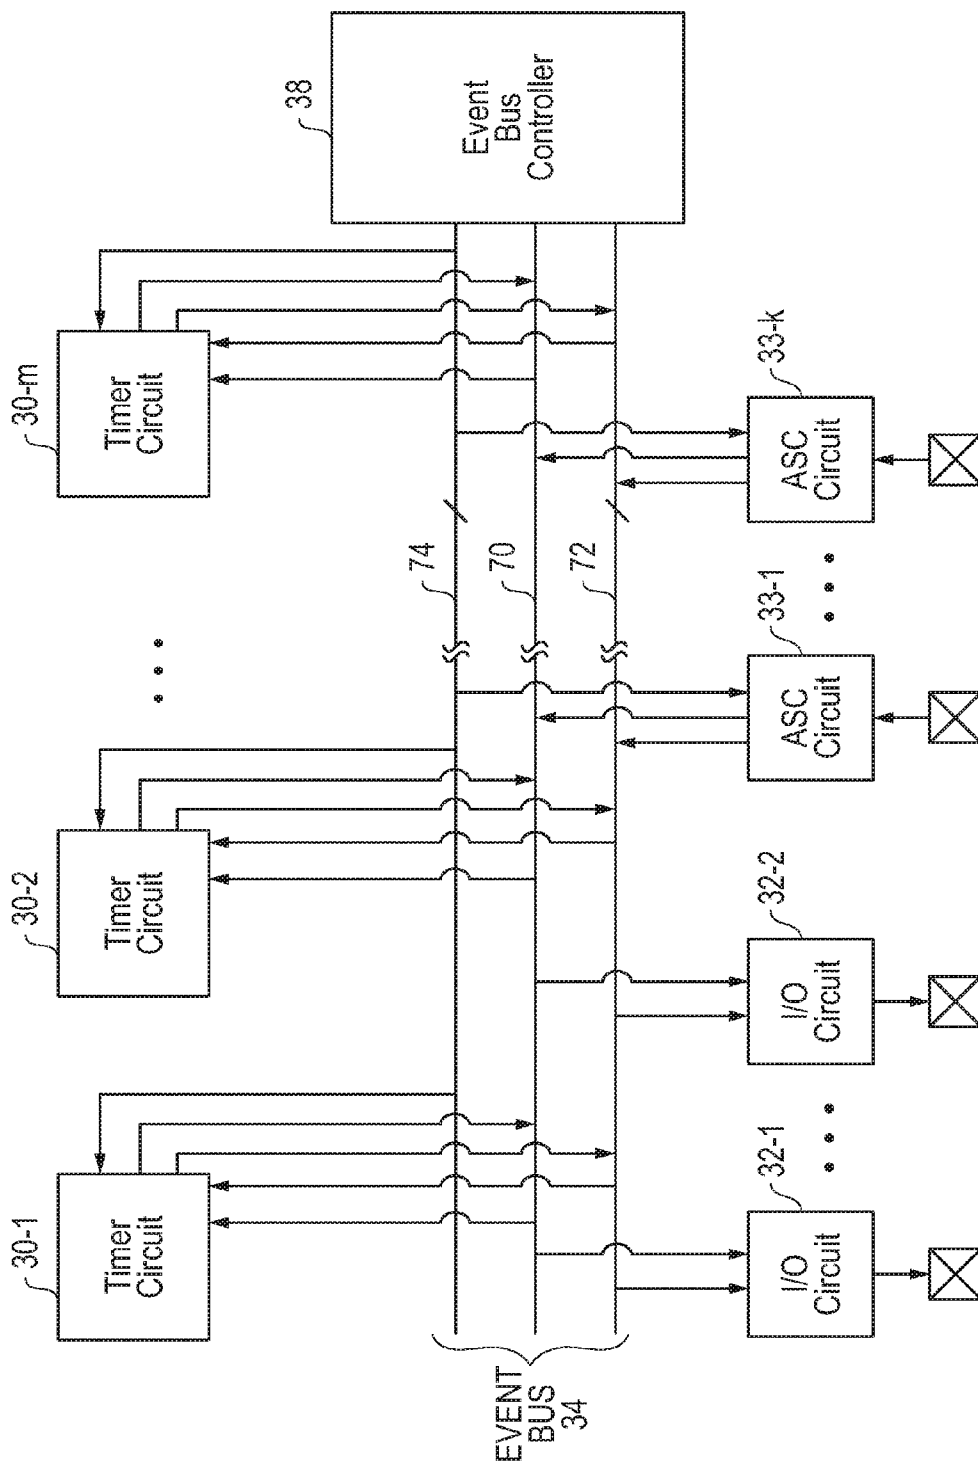 30-1
Timer
Circuit
30-2
Timer
Circuit
30-m
Timer
Circuit
38
Event
Bus
Controller
74
70
72
EVENT
BUS
34
32-1
I/O
Circuit
32-2
I/O
Circuit
33-1
ASC
Circuit
33-k
ASC
Circuit